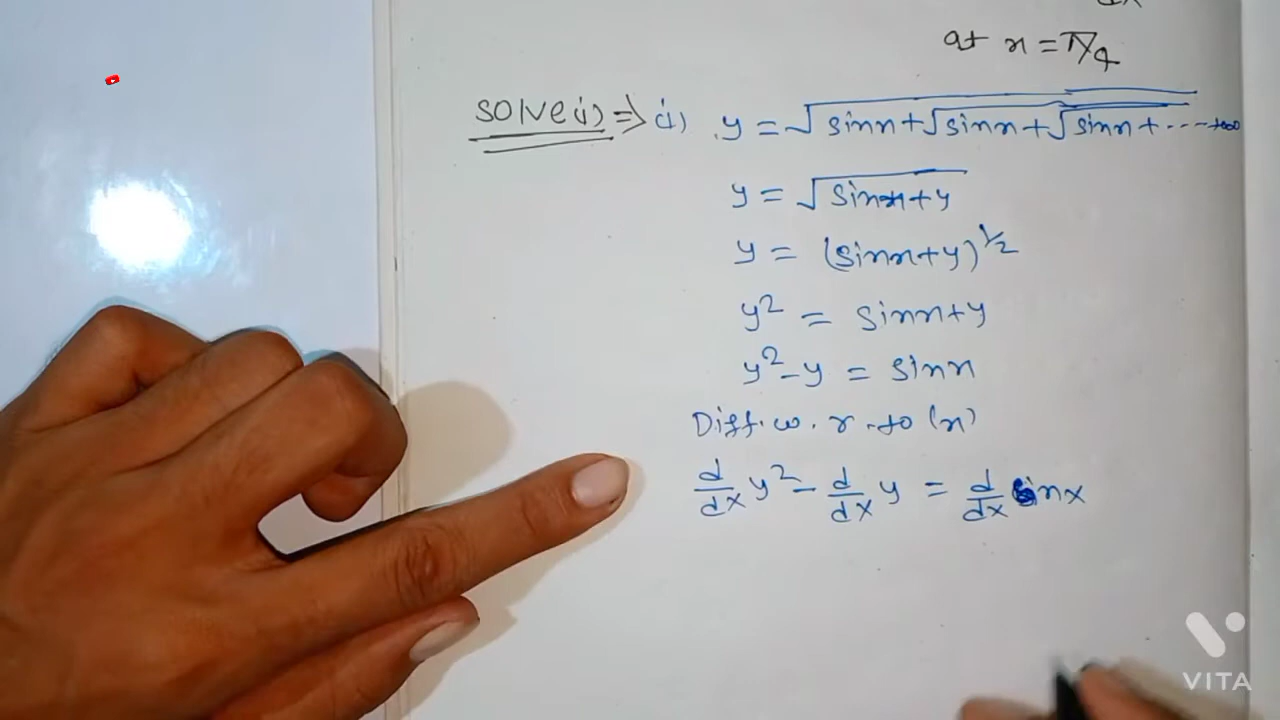 at x = π/4
SOlve(i) ⇒ (i) y = √sinx + √sinx + √sinx + ---- +∞
y = √sinx + y
y = (sinx + y)^1/2
y² = sinx + y
y² - y = sinx
Diff. w. r. to (x)
d/dx y² - d/dx y = d/dx sinx
VITA